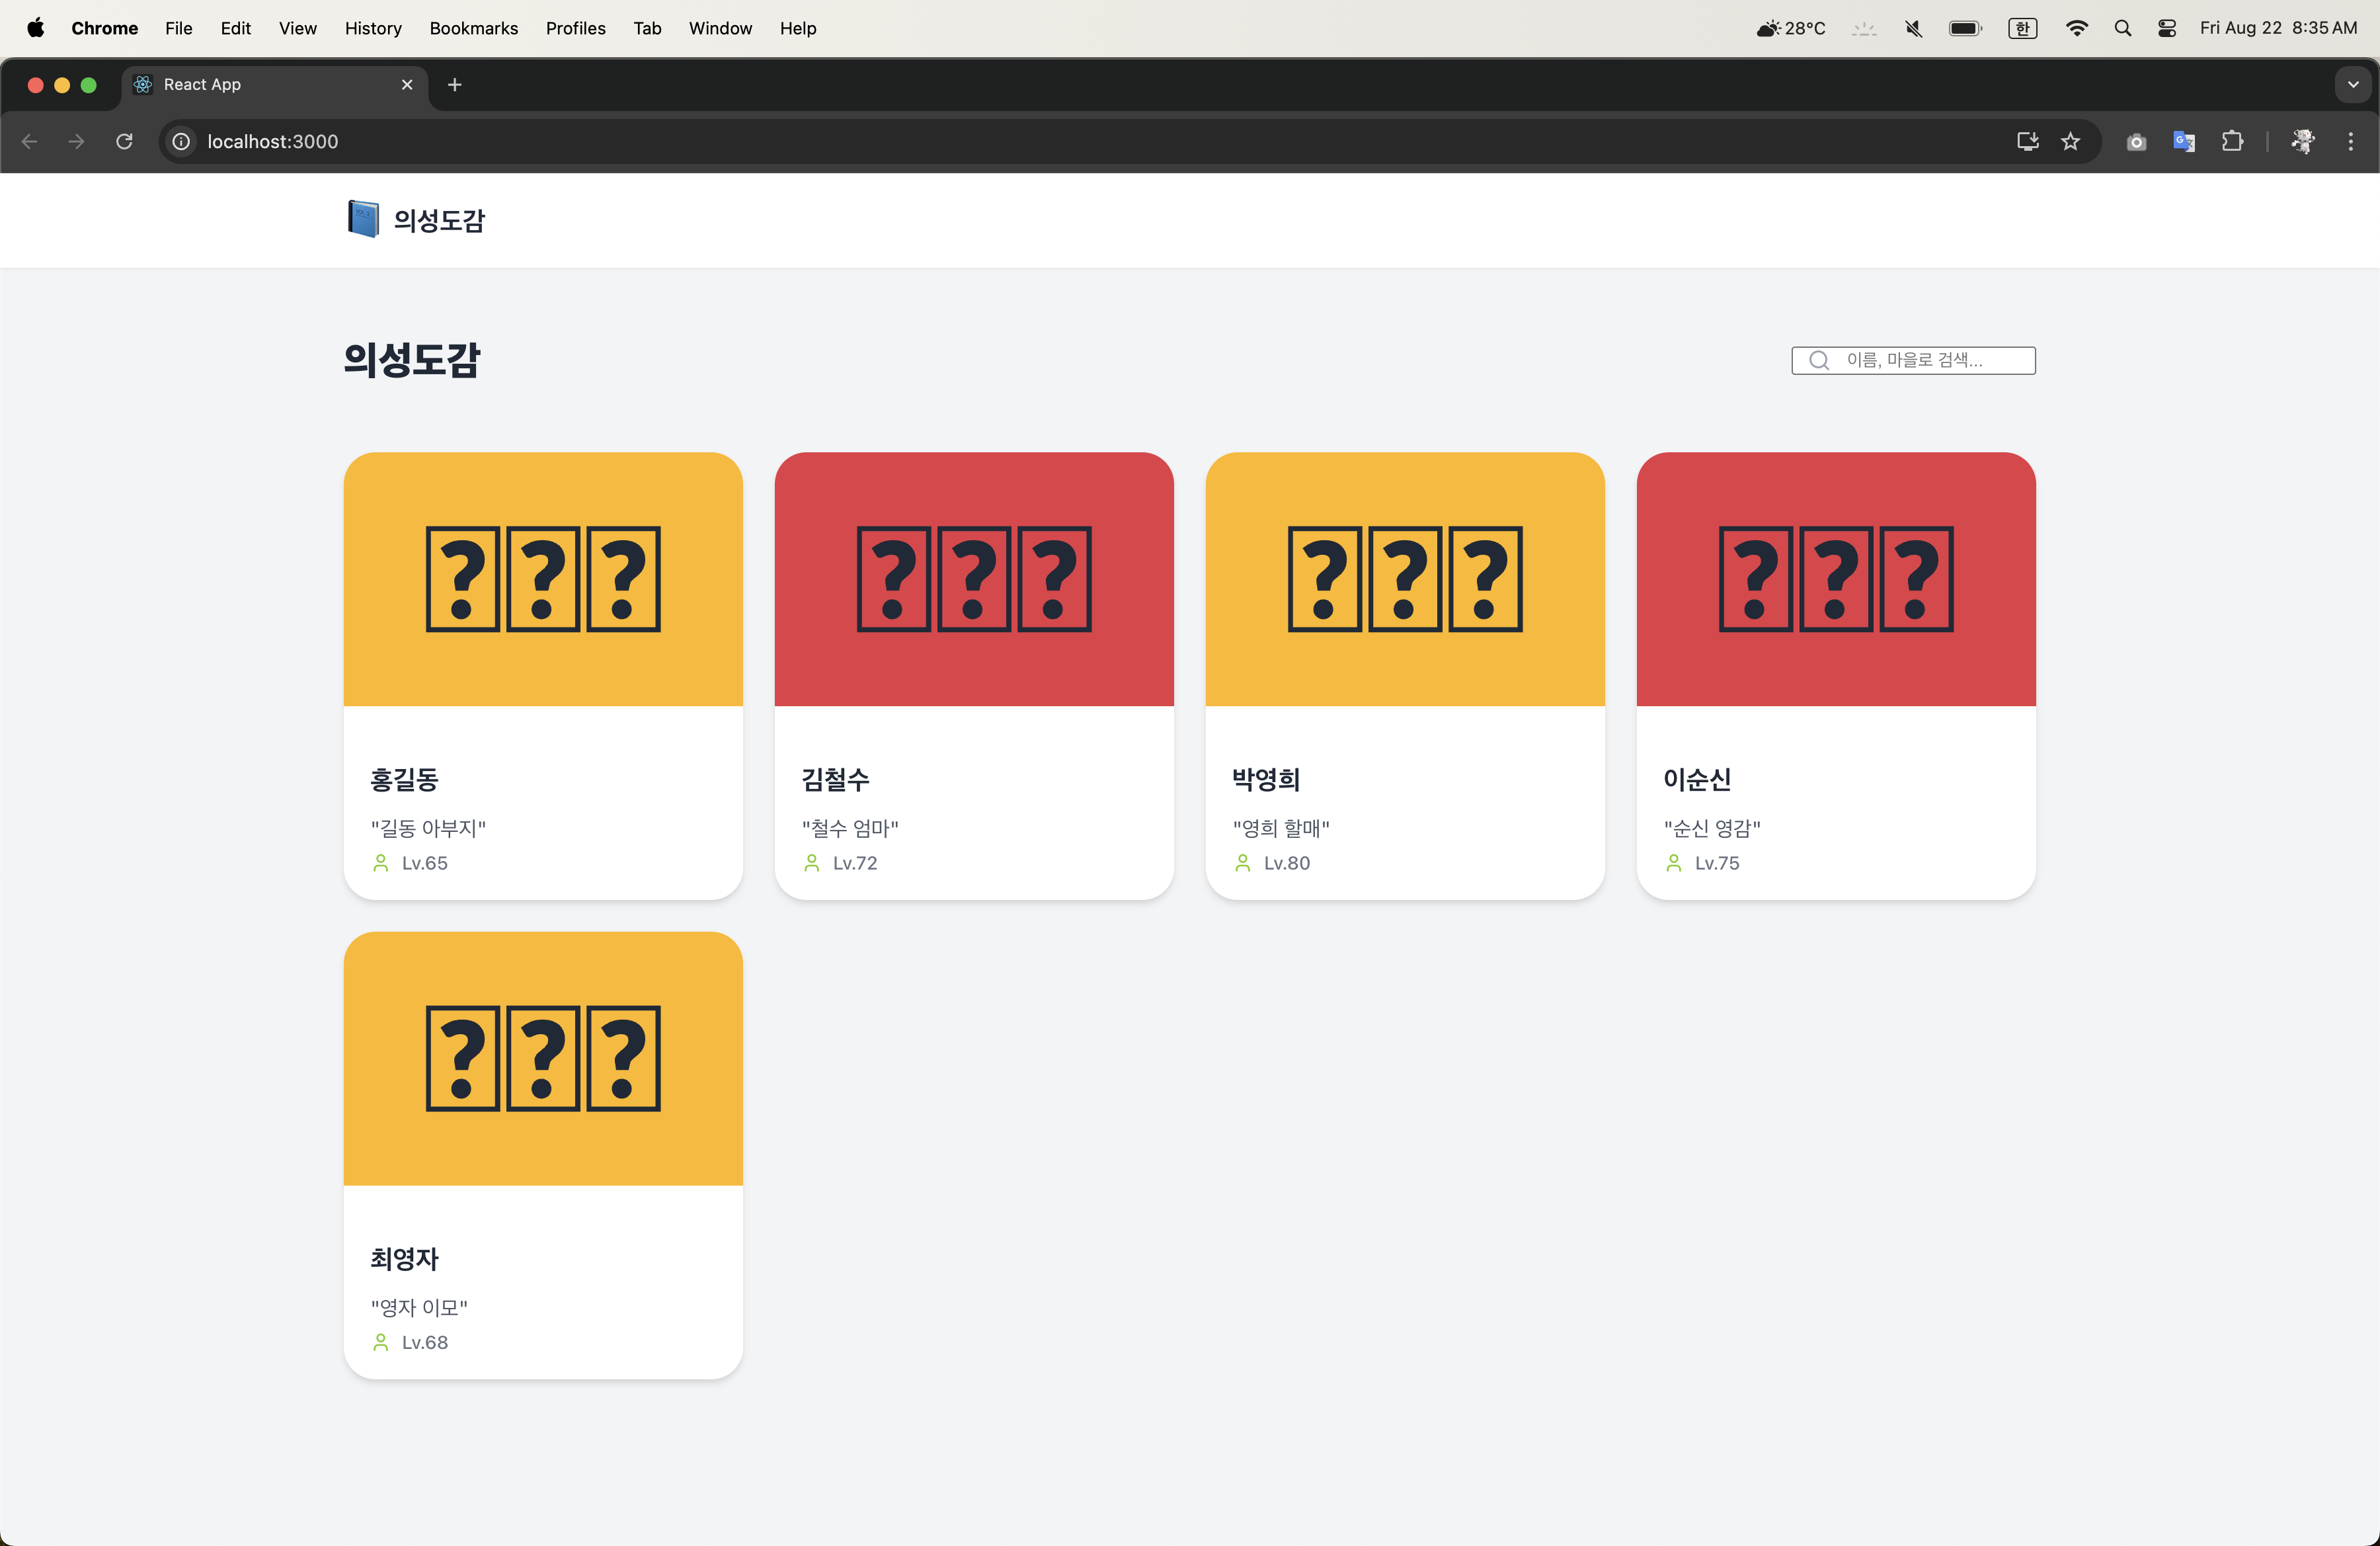 Chrome File Edit View History Bookmarks Profiles Tab Window Help 28°C 한 Fri Aug 22 8:35 AM
React App
localhost:3000
의성도감
의성도감
이름, 마을로 검색...
???
???
???
???
홍길동
"길동 아부지"
Lv.65
김철수
"철수 엄마"
Lv.72
박영희
"영희 할매"
Lv.80
이순신
"순신 영감"
Lv.75
???
최영자
"영자 이모"
Lv.68